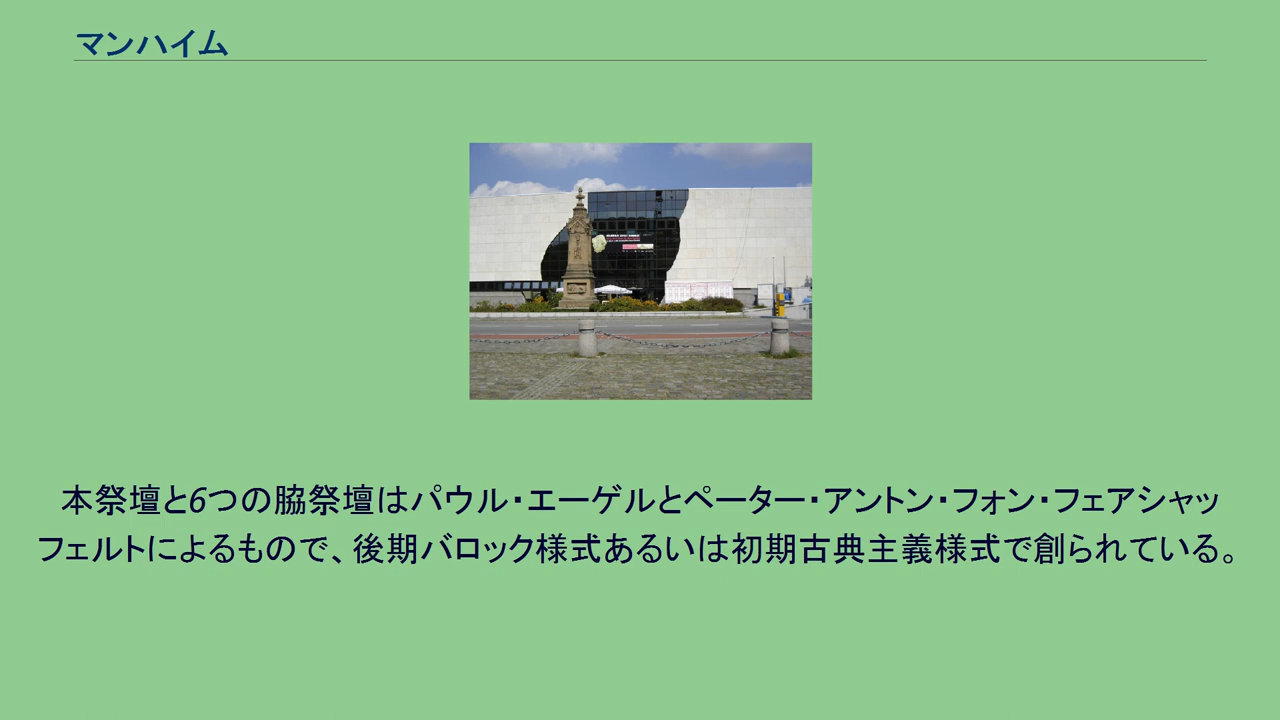 マンハイム
本祭壇と6つの脇祭壇はパウル・エーゲルとペーター・アントン・フォン・フェアシャッ
フェルトによるもので、後期バロック様式あるいは初期古典主義様式で創られている。